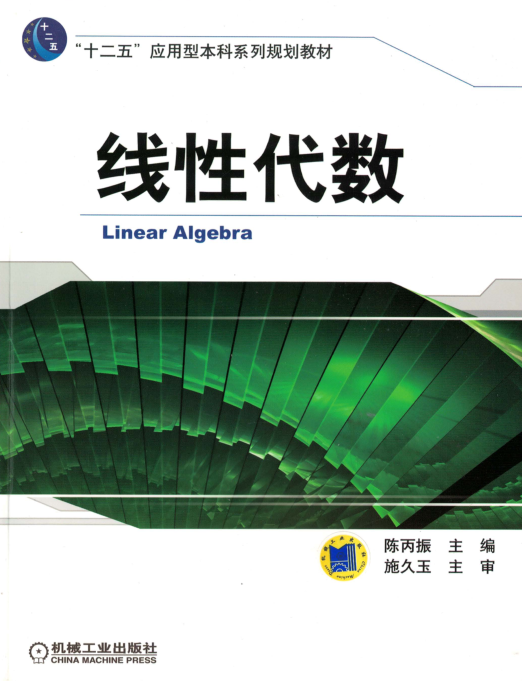 十
二
五
“十二五”应用型本科系列规划教材
线性代数
Linear Algebra
陈丙振 主 编
施久玉 主 审
机械工业出版社
CHINA MACHINE PRESS